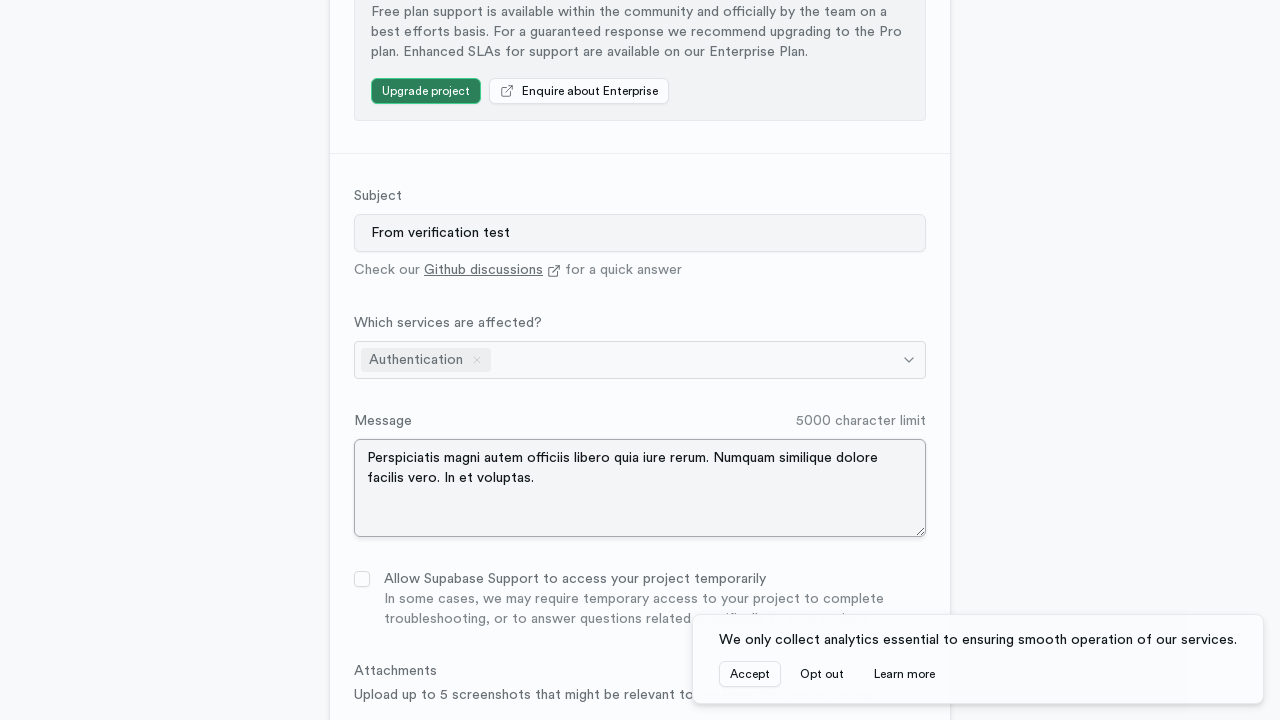 Free plan support is available within the community and officially by the team on a
best efforts basis. For a guaranteed response we recommend upgrading to the Pro
plan. Enhanced SLAs for support are available on our Enterprise Plan.
Upgrade project
Enquire about Enterprise
Subject
From verification test
Check our Github discussions for a quick answer
Which services are affected?
Authentication
Message
5000 character limit
Perspiciatis magni autem officiis libero quia iure rerum. Numquam similique dolore
facilis vero. In et voluptas.
Allow Supabase Support to access your project temporarily
In some cases, we may require temporary access to your project to complete
troubleshooting, or to answer questions related
Attachments
Upload up to 5 screenshots that might be relevant to
We only collect analytics essential to ensuring smooth operation of our services.
Accept
Opt out
Learn more